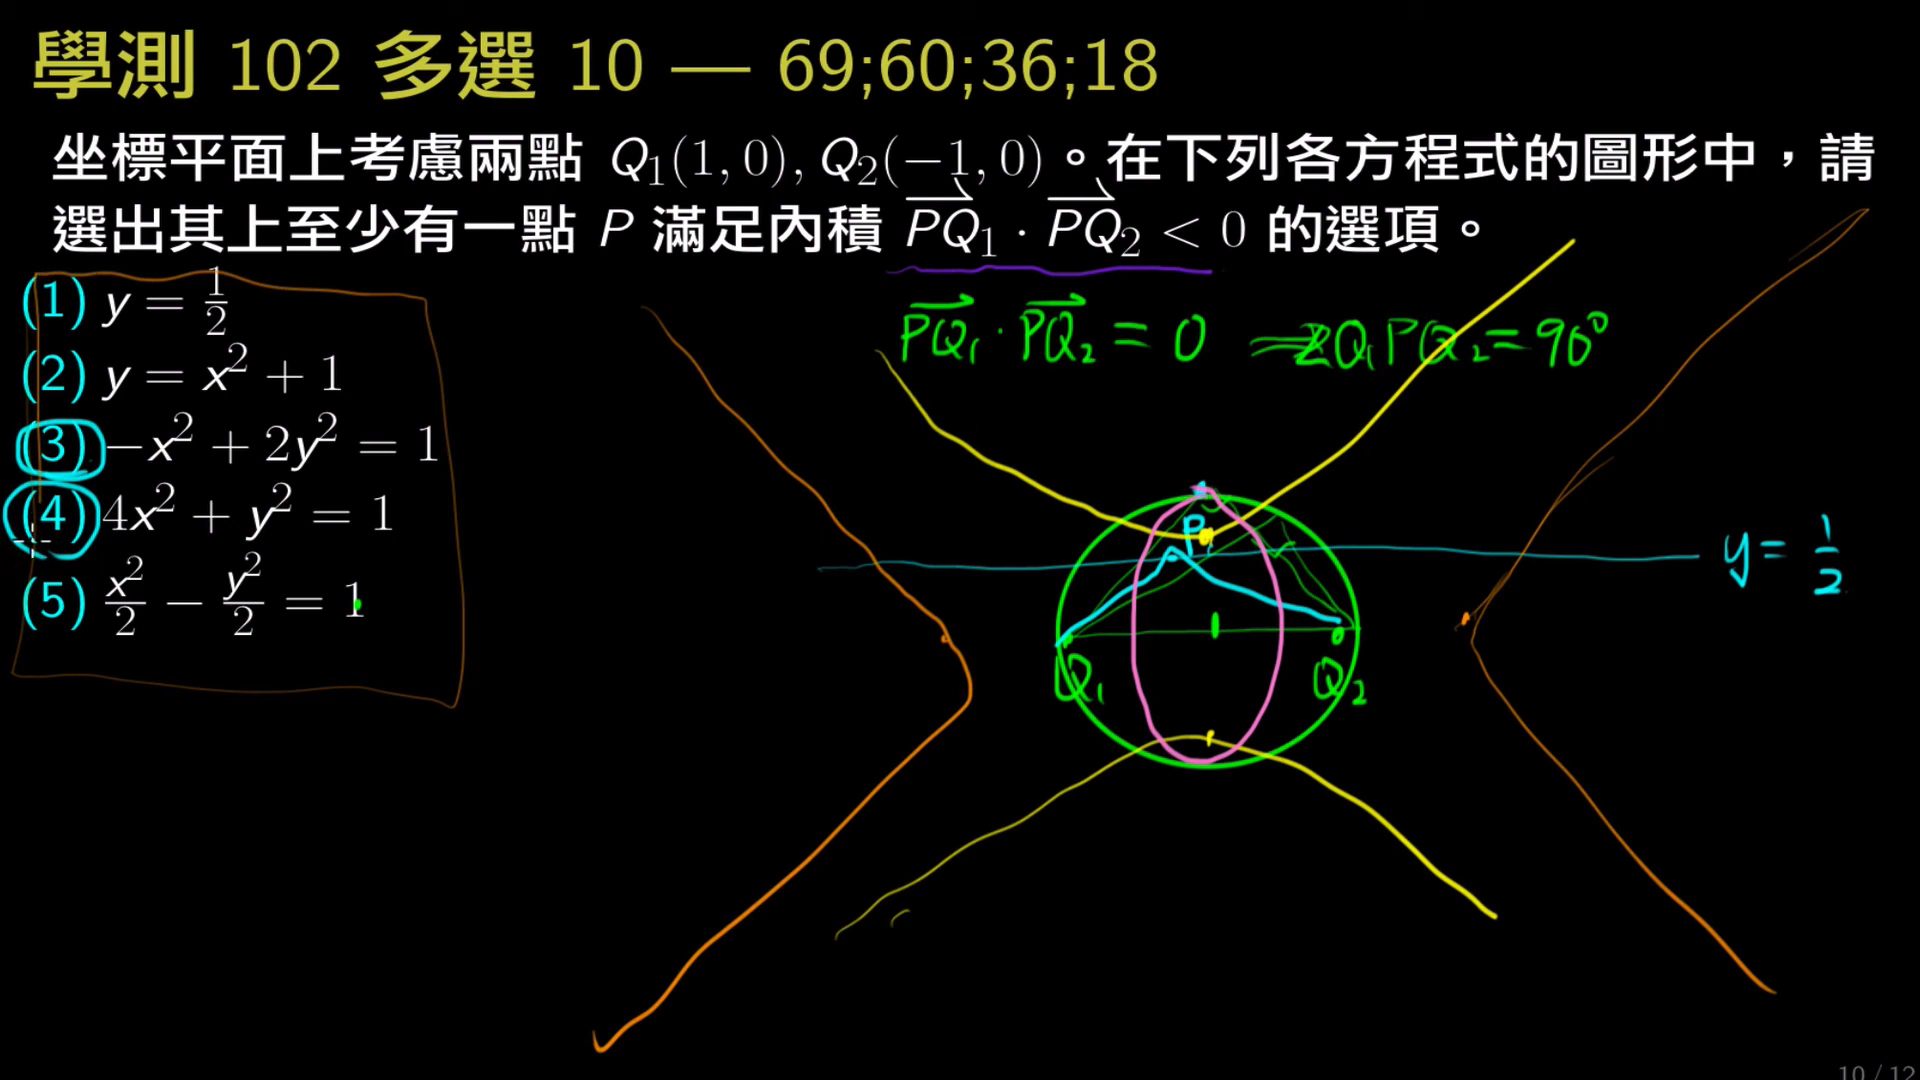 學測 102 多選 10 — 69;60;36;18
坐標平面上考慮兩點 Q₁(1, 0), Q₂(−1, 0)。在下列各方程式的圖形中，請
選出其上至少有一點 P 滿足內積 \overrightarrow{PQ₁} · \overrightarrow{PQ₂} < 0 的選項。
(1) y = 1/2
(2) y = x² + 1
(3) −x² + 2y² = 1
(4) 4x² + y² = 1
(5) x²/2 − y²/2 = 1
\overrightarrow{PQ₁} · \overrightarrow{PQ₂} = 0 ⇒ ∠Q₁PQ₂ = 90°
P
y = 1/2
Q₁
Q₂
10 / 12